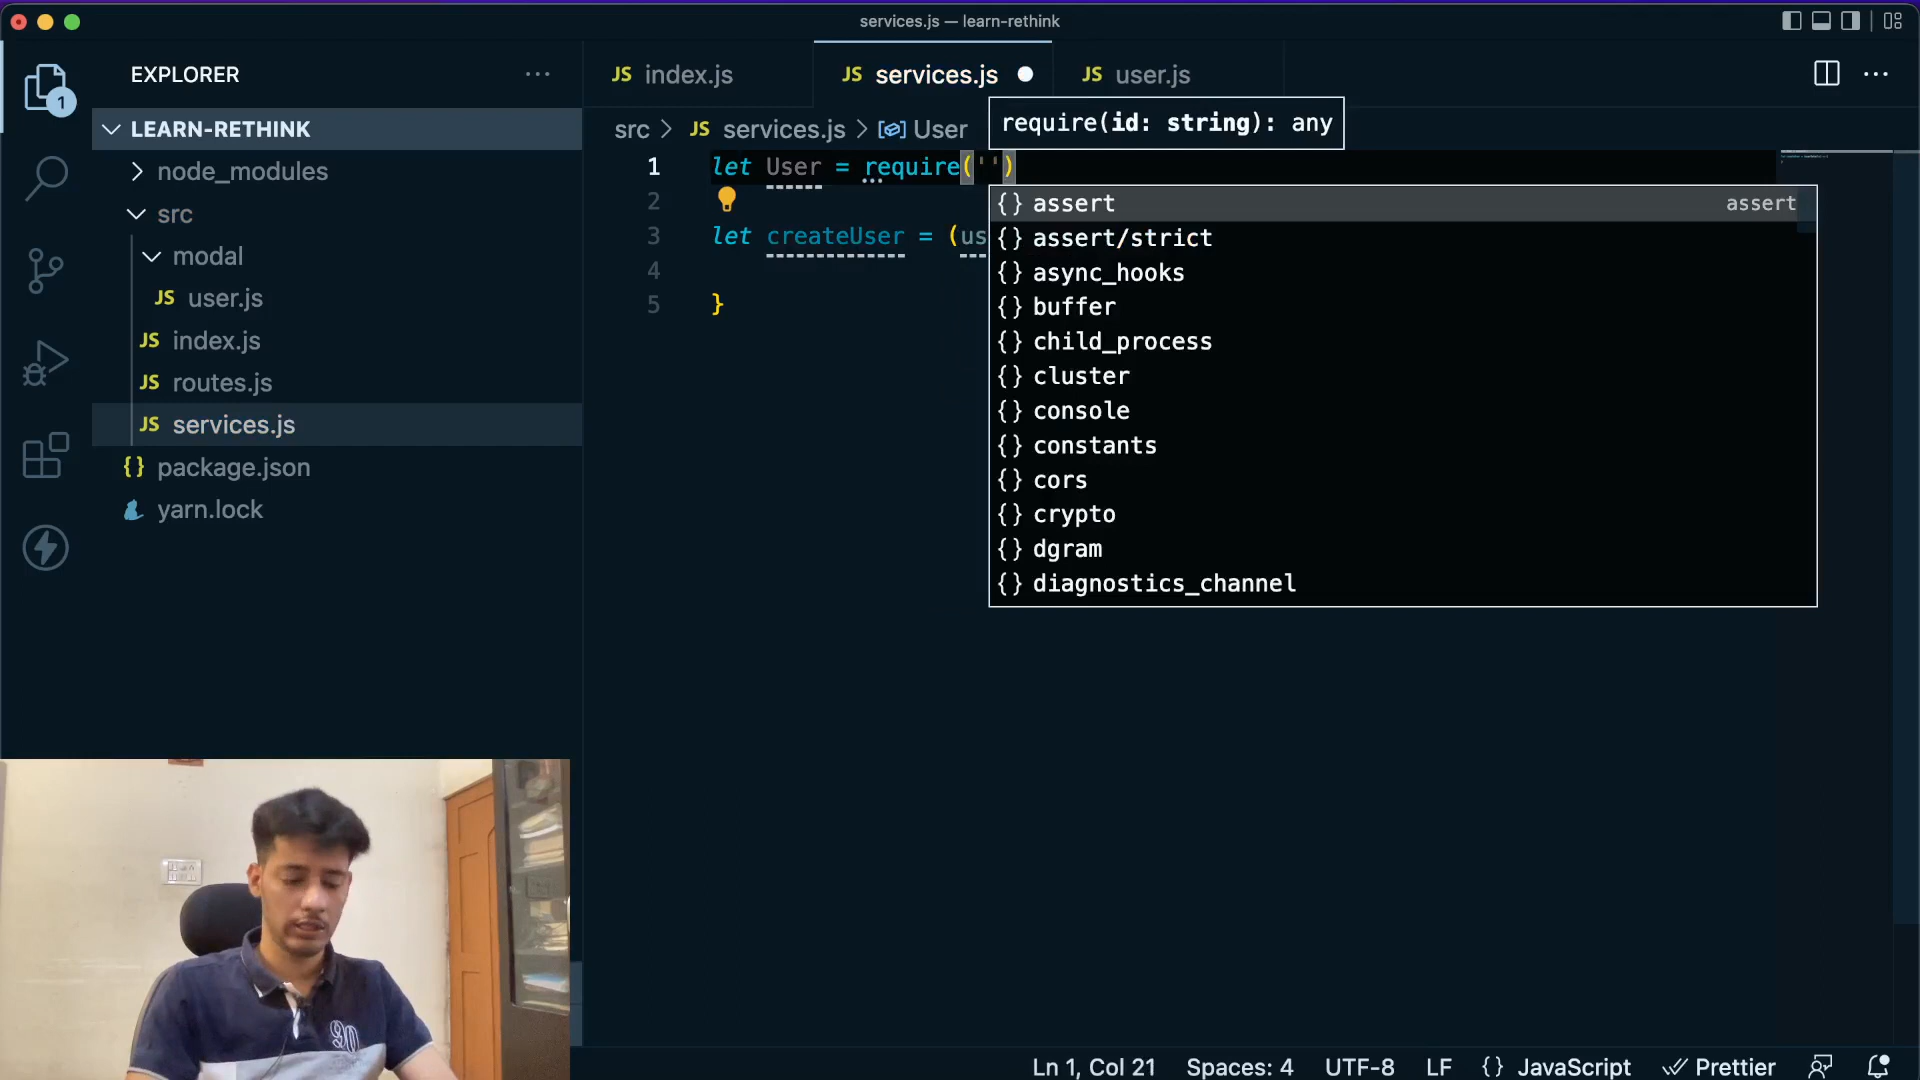 services.js — learn-rethink
EXPLORER
1
LEARN-RETHINK
node_modules
src
modal
JS user.js
JS index.js
JS routes.js
JS services.js
{} package.json
yarn.lock
JS index.js
JS services.js
JS user.js
src > JS services.js > User
require(id: string): any
1 let User = require('')
2
3 let createUser = (us
4
5 }
{} assert assert
{} assert/strict
{} async_hooks
{} buffer
{} child_process
{} cluster
{} console
{} constants
{} cors
{} crypto
{} dgram
{} diagnostics_channel
Ln 1, Col 21 Spaces: 4 UTF-8 LF {} JavaScript Prettier